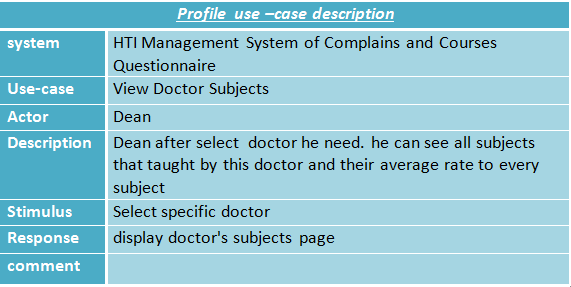 Profile use –case description
system HTI Management System of Complains and Courses
Questionnaire
Use-case View Doctor Subjects
Actor Dean
Description Dean after select doctor he need. he can see all subjects
that taught by this doctor and their average rate to every
subject
Stimulus Select specific doctor
Response display doctor's subjects page
comment